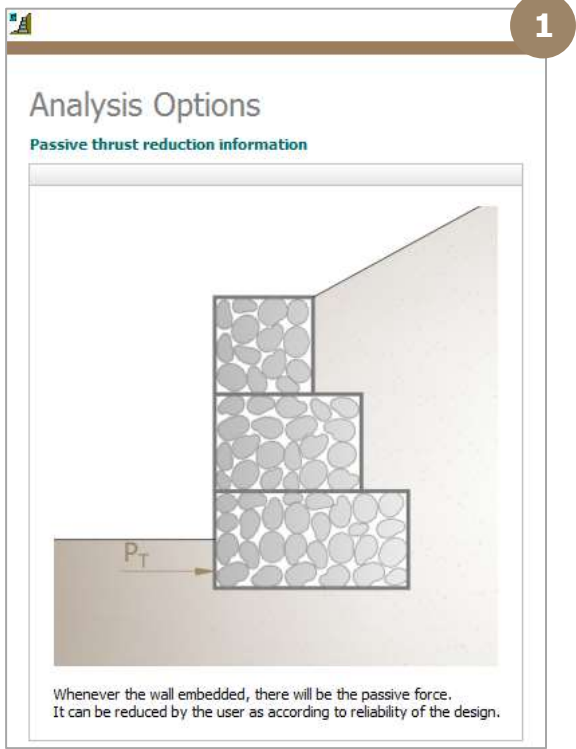 1
Analysis Options
Passive thrust reduction information
PT
Whenever the wall embedded, there will be the passive force.
It can be reduced by the user as according to reliability of the design.